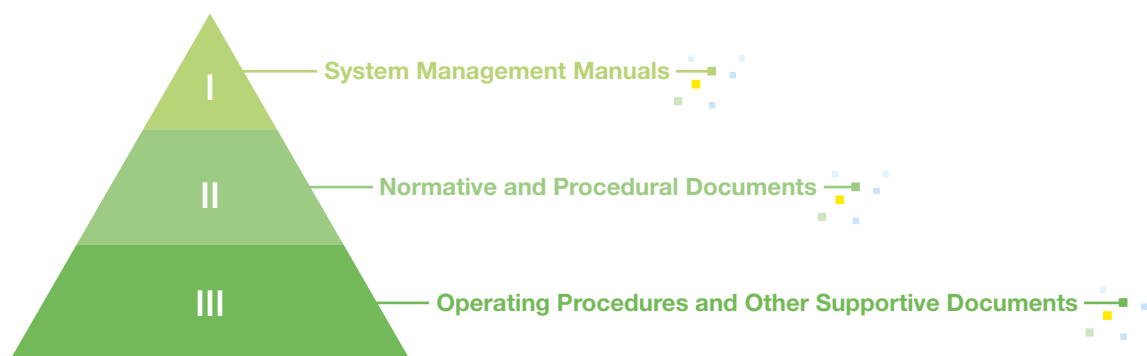 I
System Management Manuals
II
Normative and Procedural Documents
III
Operating Procedures and Other Supportive Documents